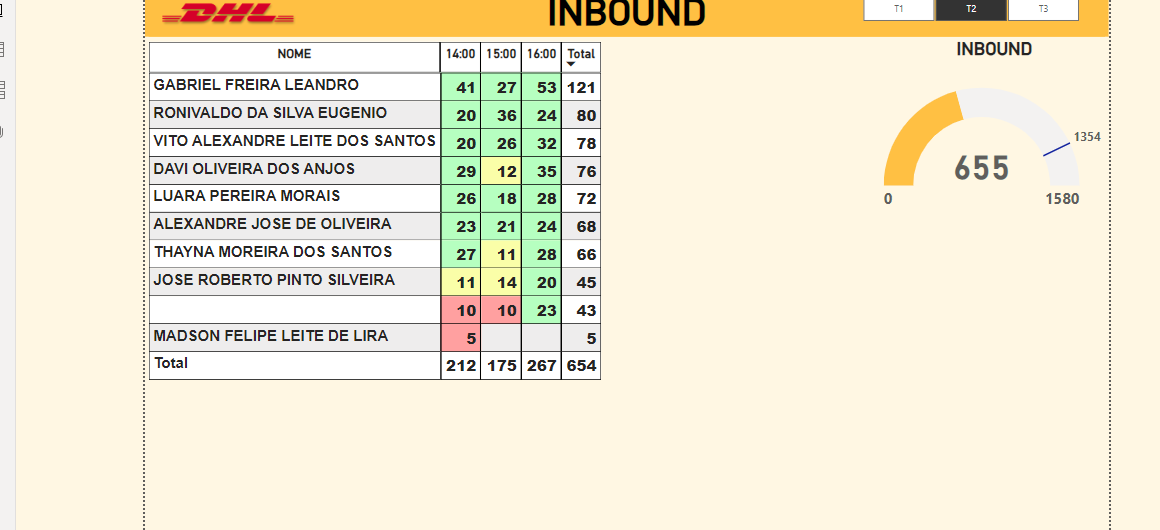 DHL
INBOUND
T1 T2 T3
NOME 14:00 15:00 16:00 Total
GABRIEL FREIRA LEANDRO 41 27 53 121
RONIVALDO DA SILVA EUGENIO 20 36 24 80
VITO ALEXANDRE LEITE DOS SANTOS 20 26 32 78
DAVI OLIVEIRA DOS ANJOS 29 12 35 76
LUARA PEREIRA MORAIS 26 18 28 72
ALEXANDRE JOSE DE OLIVEIRA 23 21 24 68
THAYNA MOREIRA DOS SANTOS 27 11 28 66
JOSE ROBERTO PINTO SILVEIRA 11 14 20 45
10 10 23 43
MADSON FELIPE LEITE DE LIRA 5 5
Total 212 175 267 654
INBOUND
1354
655
0 1580